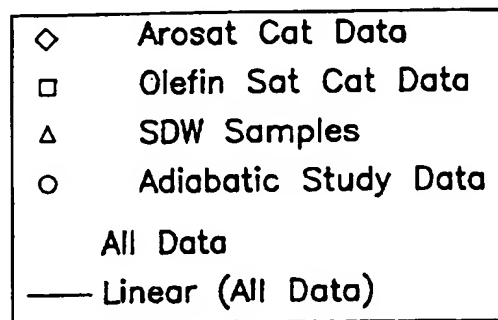 Arosat Cat Data
Olefin Sat Cat Data
SDW Samples
Adiabatic Study Data
All Data
Linear (All Data)